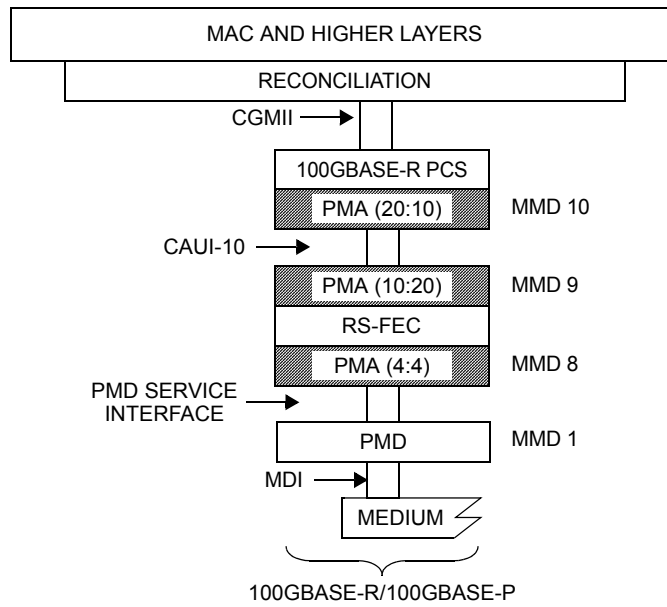 MAC AND HIGHER LAYERS
RECONCILIATION
CGMII
100GBASE-R PCS
PMA (20:10)
MMD 10
CAUI-10
PMA (10:20)
MMD 9
RS-FEC
PMA (4:4)
MMD 8
PMD SERVICE
INTERFACE
PMD
MMD 1
MDI
MEDIUM
100GBASE-R/100GBASE-P